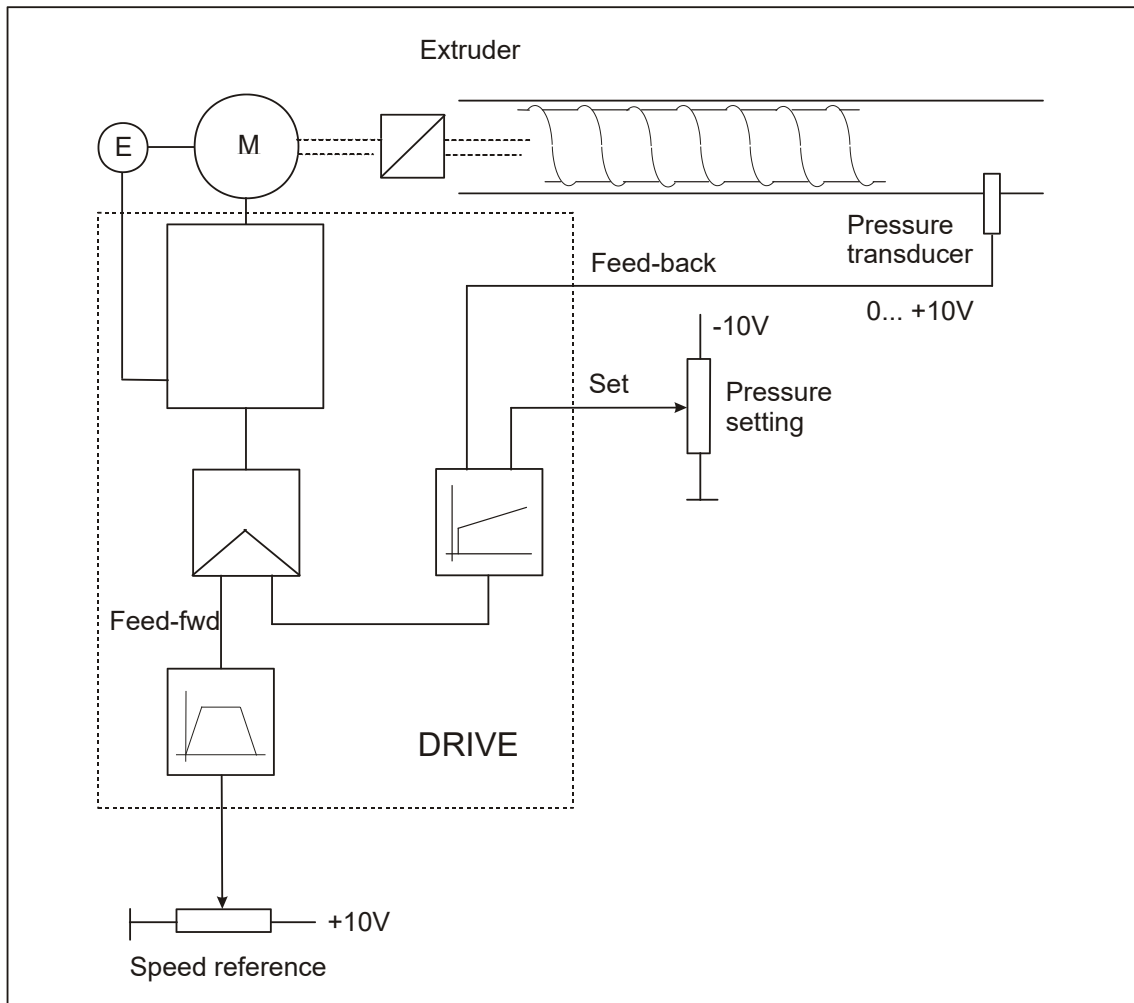 Extruder
E
M
Pressure
transducer
Feed-back
0... +10V
-10V
Set
Pressure
setting
Feed-fwd
DRIVE
+10V
Speed reference